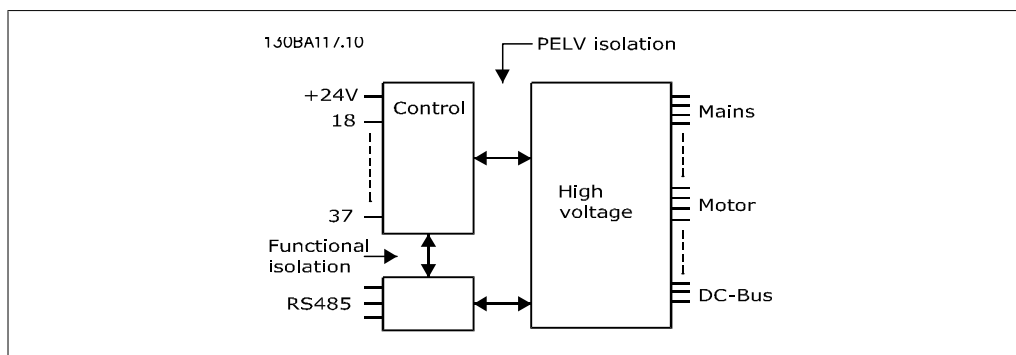 130BA117.10
PELV isolation
+24V
Control
18
Mains
High
voltage
37
Motor
Functional
isolation
RS485
DC-Bus